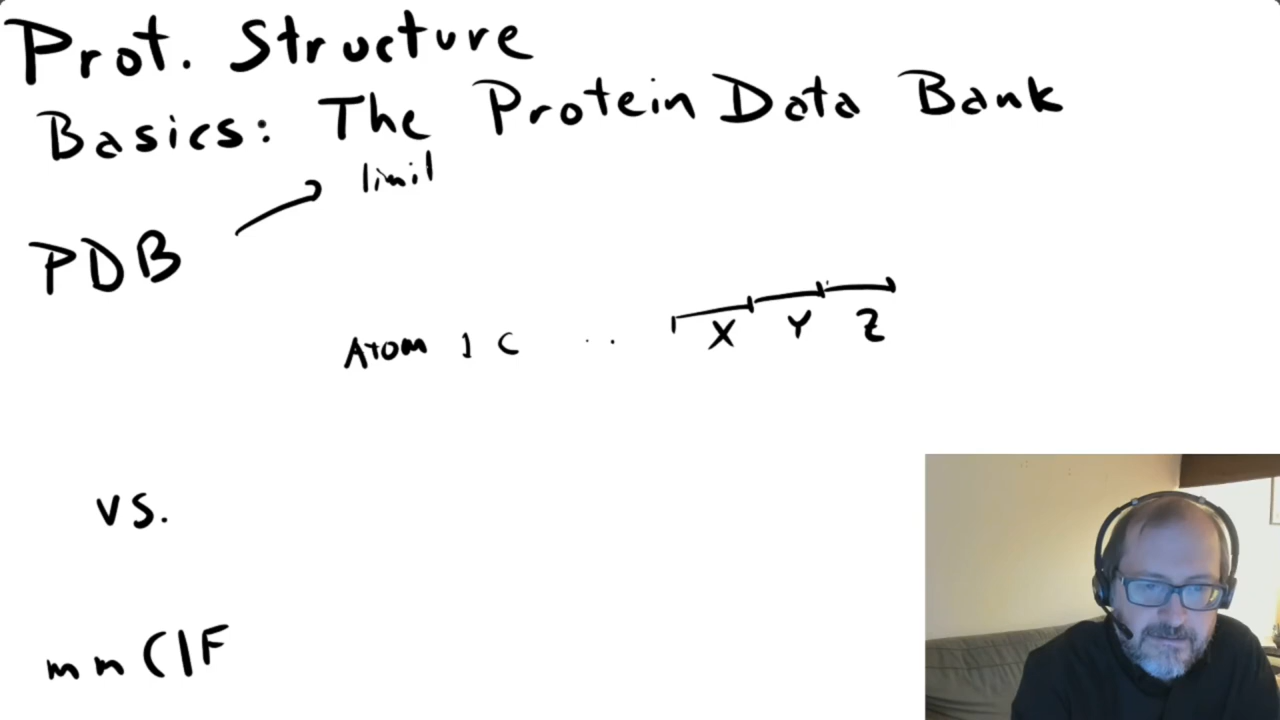 Prot. Structure
Basics: The Protein Data Bank
limit
PDB
Atom 1 C .. X Y Z
vs.
mmCIF